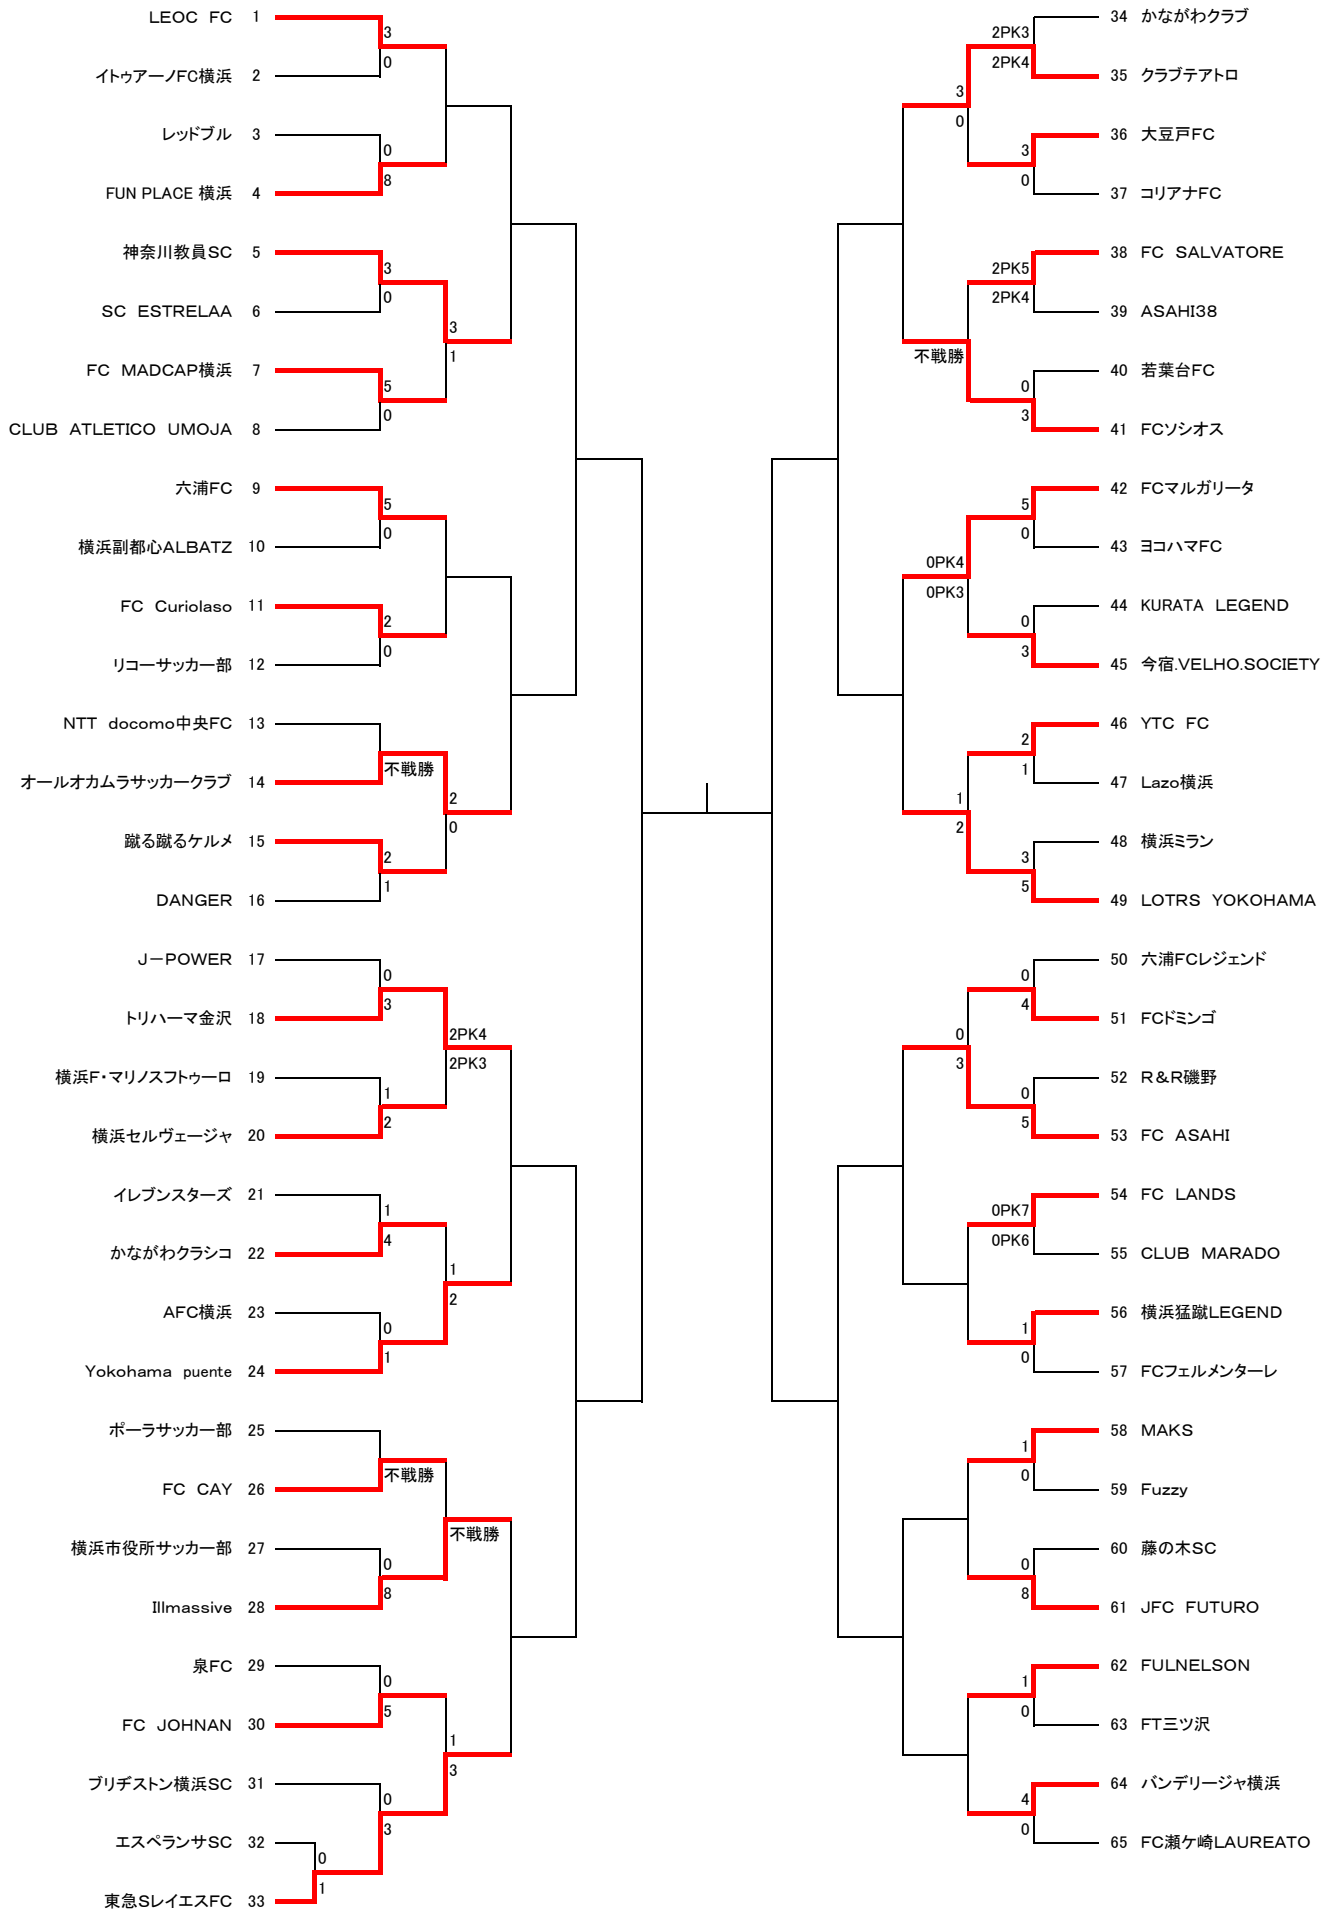 LEOC FC 1
3
0
イトゥアーノFC横浜 2
レッドブル 3
0
8
FUN PLACE 横浜 4
神奈川教員SC 5
3
0
SC ESTRELAA 6
3
1
FC MADCAP横浜 7
5
0
CLUB ATLETICO UMOJA 8
六浦FC 9
5
0
横浜副都心ALBATZ 10
FC Curiolaso 11
2
0
リコーサッカー部 12
NTT docomo中央FC 13
不戦勝
オールオカムラサッカークラブ 14
2
0
蹴る蹴るケルメ 15
2
1
DANGER 16
J－POWER 17
0
3
トリハーマ金沢 18
2PK4
2PK3
横浜F・マリノスフトゥーロ 19
1
2
横浜セルヴェージャ 20
イレブンスターズ 21
1
4
かながわクラシコ 22
1
2
AFC横浜 23
0
1
Yokohama puente 24
ポーラサッカー部 25
不戦勝
FC CAY 26
不戦勝
横浜市役所サッカー部 27
0
8
Illmassive 28
泉FC 29
0
5
FC JOHNAN 30
1
3
ブリヂストン横浜SC 31
0
3
エスペランサSC 32
0
1
東急SレイエスFC 33
34 かながわクラブ
2PK3
2PK4
35 クラブテアトロ
3
0
36 大豆戸FC
3
0
37 コリアナFC
38 FC SALVATORE
2PK5
2PK4
39 ASAHI38
不戦勝
40 若葉台FC
0
3
41 FCソシオス
42 FCマルガリータ
5
0
43 ヨコハマFC
0PK4
0PK3
44 KURATA LEGEND
0
3
45 今宿.VELHO.SOCIETY
46 YTC FC
2
1
47 Lazo横浜
1
2
48 横浜ミラン
3
5
49 LOTRS YOKOHAMA
50 六浦FCレジェンド
0
4
51 FCドミンゴ
0
3
52 R＆R磯野
0
5
53 FC ASAHI
54 FC LANDS
0PK7
0PK6
55 CLUB MARADO
56 横浜猛蹴LEGEND
1
0
57 FCフェルメンターレ
58 MAKS
1
0
59 Fuzzy
60 藤の木SC
0
8
61 JFC FUTURO
62 FULNELSON
1
0
63 FT三ツ沢
64 バンデリージャ横浜
4
0
65 FC瀬ケ崎LAUREATO